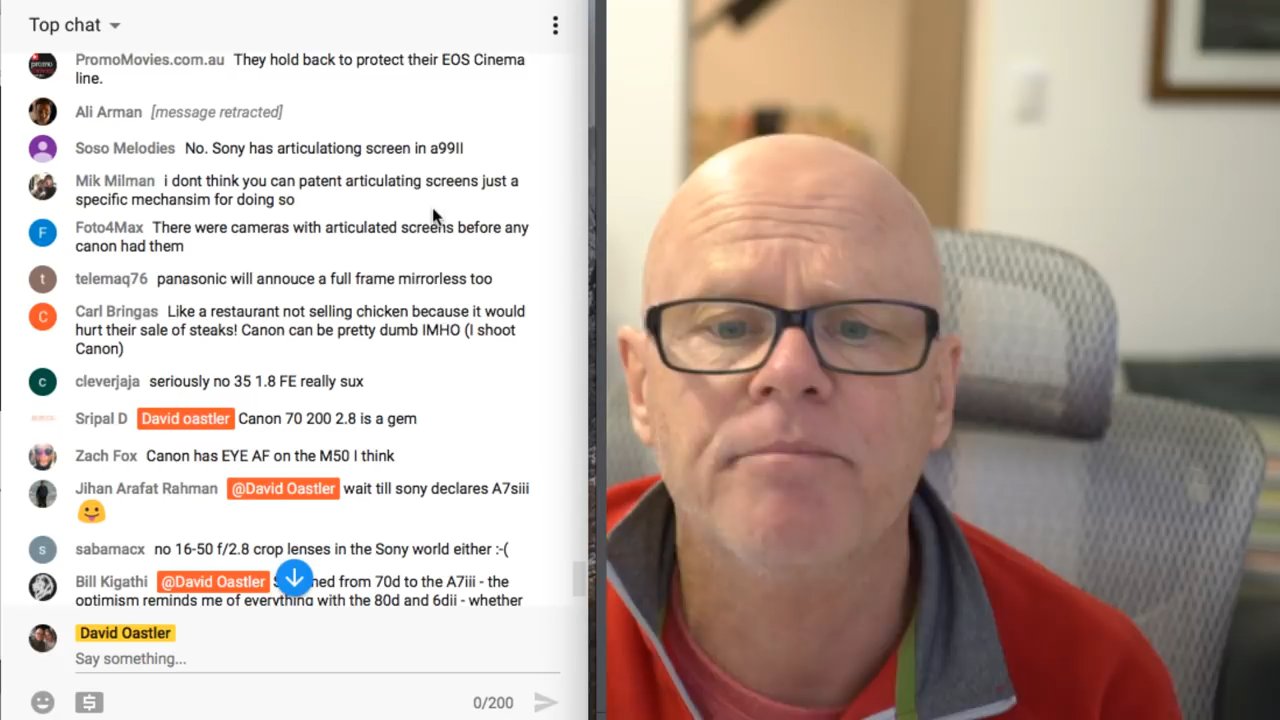 Top chat
PromoMovies.com.au They hold back to protect their EOS Cinema
line.
Ali Arman [message retracted]
Soso Melodies No. Sony has articulationg screen in a99II
Mik Milman i dont think you can patent articulating screens just a
specific mechansim for doing so
Foto4Max There were cameras with articulated screens before any
canon had them
telemaq76 panasonic will annouce a full frame mirrorless too
Carl Bringas Like a restaurant not selling chicken because it would
hurt their sale of steaks! Canon can be pretty dumb IMHO (I shoot
Canon)
cleverjaja seriously no 35 1.8 FE really sux
Sripal D David oastler Canon 70 200 2.8 is a gem
Zach Fox Canon has EYE AF on the M50 I think
Jihan Arafat Rahman @David Oastler wait till sony declares A7siii
sabamacx no 16-50 f/2.8 crop lenses in the Sony world either :-(
Bill Kigathi @David Oastler from 70d to the A7iii - the
optimism reminds me of everything with the 80d and 6dii - whether
David Oastler
Say something...
0/200